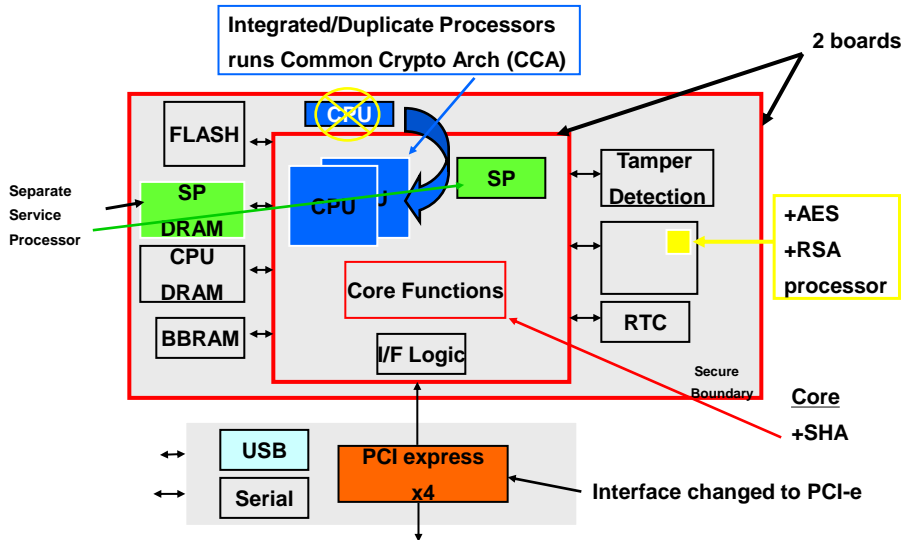 Integrated/Duplicate Processors
runs Common Crypto Arch (CCA)
2 boards
CPU
FLASH
Tamper
Detection
SP
CPU
U
Separate
Service
Processor
SP
DRAM
+AES
+RSA
processor
CPU
DRAM
Core Functions
RTC
BBRAM
I/F Logic
Secure
Boundary
Core
+SHA
USB
PCI express
x4
Serial
Interface changed to PCI-e